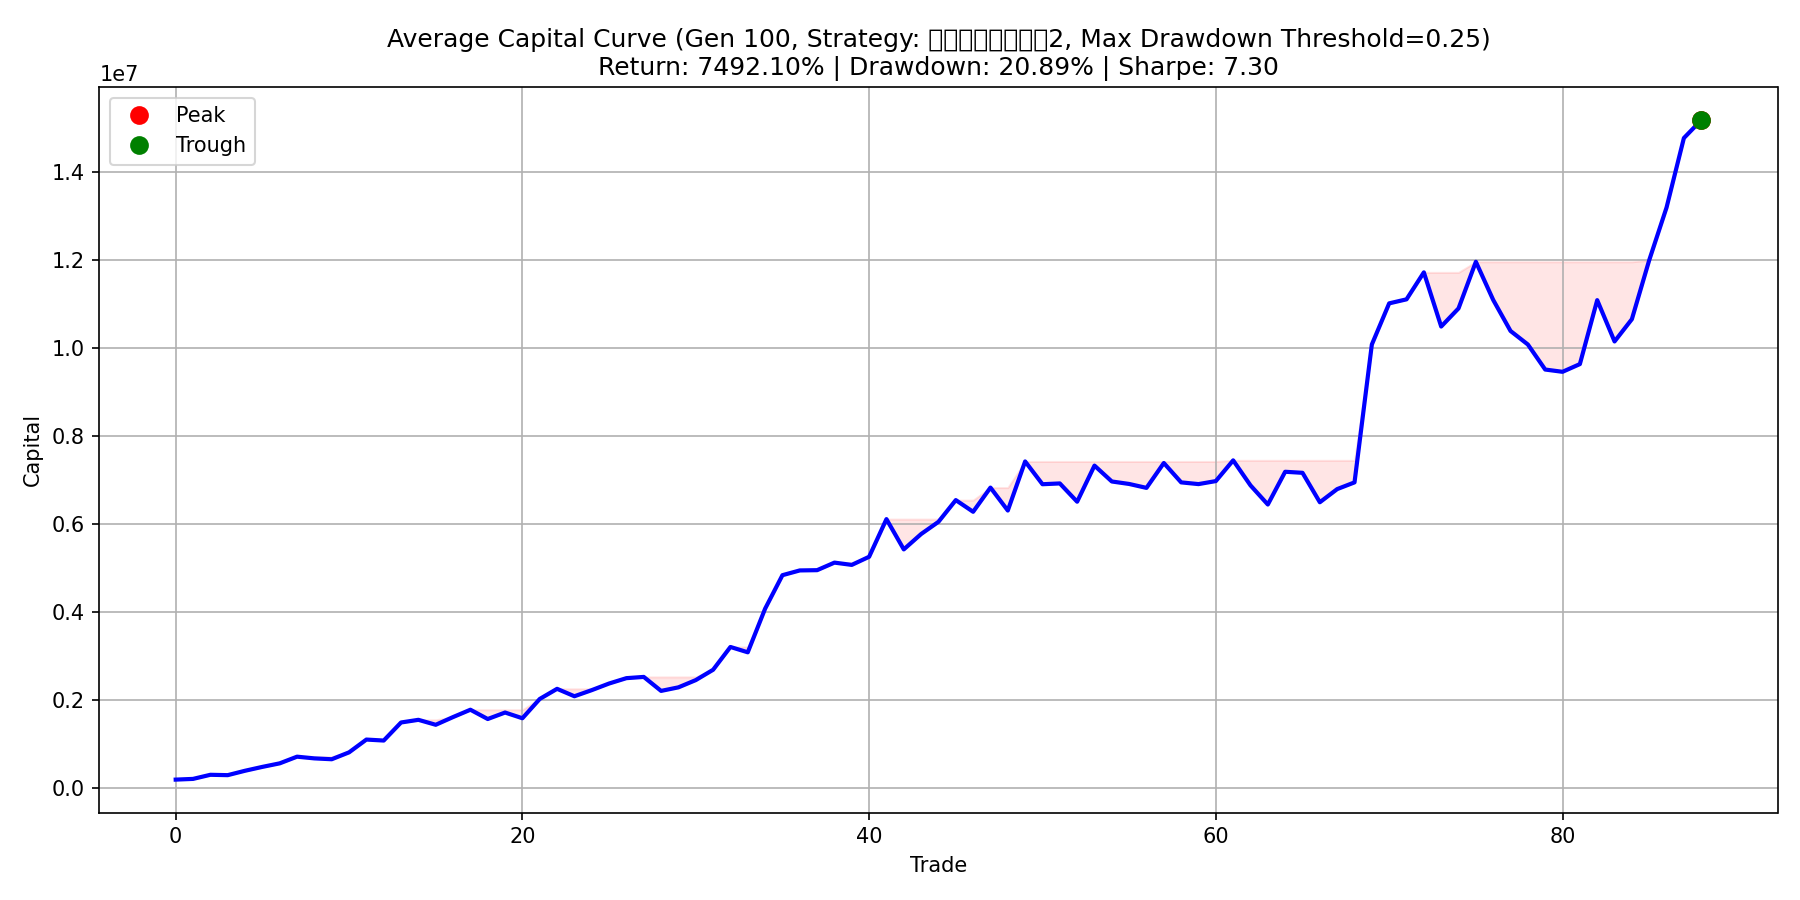 Average Capital Curve (Gen 100, Strategy: □□□□□□□□2, Max Drawdown Threshold=0.25)
Return: 7492.10% | Drawdown: 20.89% | Sharpe: 7.30
1e7
Peak
Trough
1.4
1.2
1.0
0.8
0.6
0.4
0.2
0.0
Capital
0 20 40 60 80
Trade